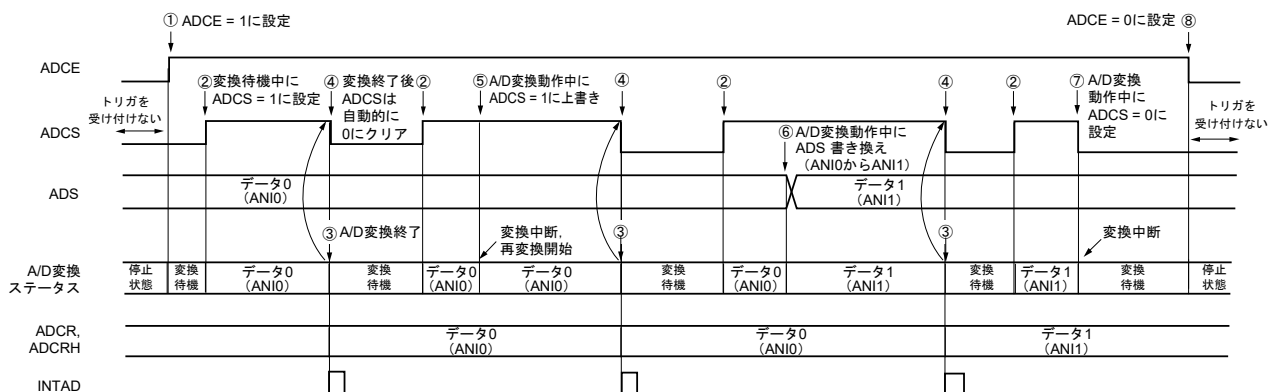 ① ADCE = 1に設定
ADCE = 0に設定 ⑧
ADCE
②変換待機中に
ADCS = 1に設定
④ 変換終了後
ADCSは
自動的に
0にクリア
②
⑤A/D変換動作中に
ADCS = 1に上書き
④
②
④
②
⑦ A/D変換
動作中に
ADCS = 0に
設定
トリガを
受け付けない
トリガを
受け付けない
ADCS
⑥A/D変換動作中に
ADS 書き換え
(ANI0からANI1)
ADS
データ0
(ANI0)
データ1
(ANI1)
③A/D変換終了
変換中断,
再変換開始
③
③
変換中断
A/D変換
ステータス
停止
状態
変換
待機
データ0
(ANI0)
変換
待機
データ0
(ANI0)
データ0
(ANI0)
変換
待機
データ0
(ANI0)
データ1
(ANI1)
変換
待機
データ1
(ANI1)
変換
待機
停止
状態
ADCR,
ADCRH
データ0
(ANI0)
データ0
(ANI0)
データ1
(ANI1)
INTAD